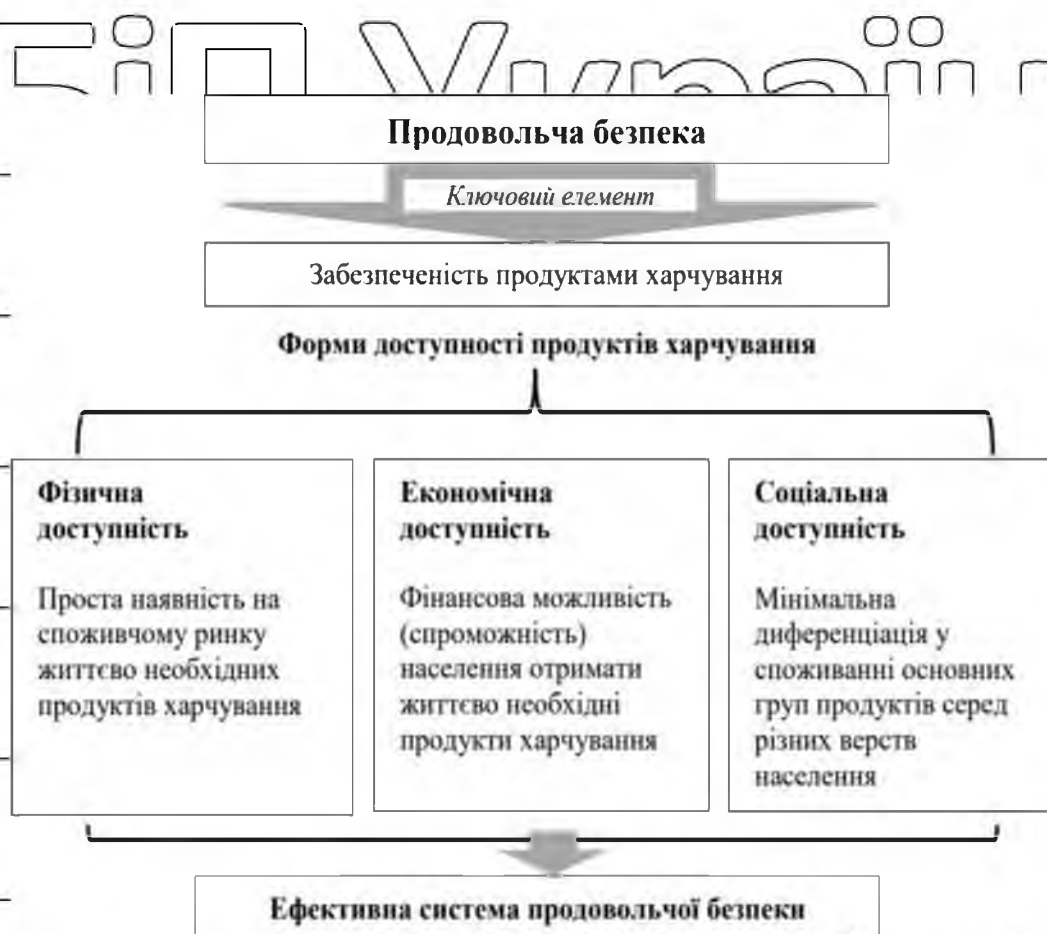 Продовольча безпека
Ключовий елемент
Забезпеченість продуктами харчування
Форми доступності продуктів харчування
Фізична
доступність
Проста наявність на
споживчому ринку
життєво необхідних
продуктів харчування
Економічна
доступність
Фінансова можливість
(спроможність)
населення отримати
життєво необхідні
продукти харчування
Соціальна
доступність
Мінімальна
диференціація у
споживанні основних
груп продуктів серед
різних верств
населення
Ефективна система продовольчої безпеки